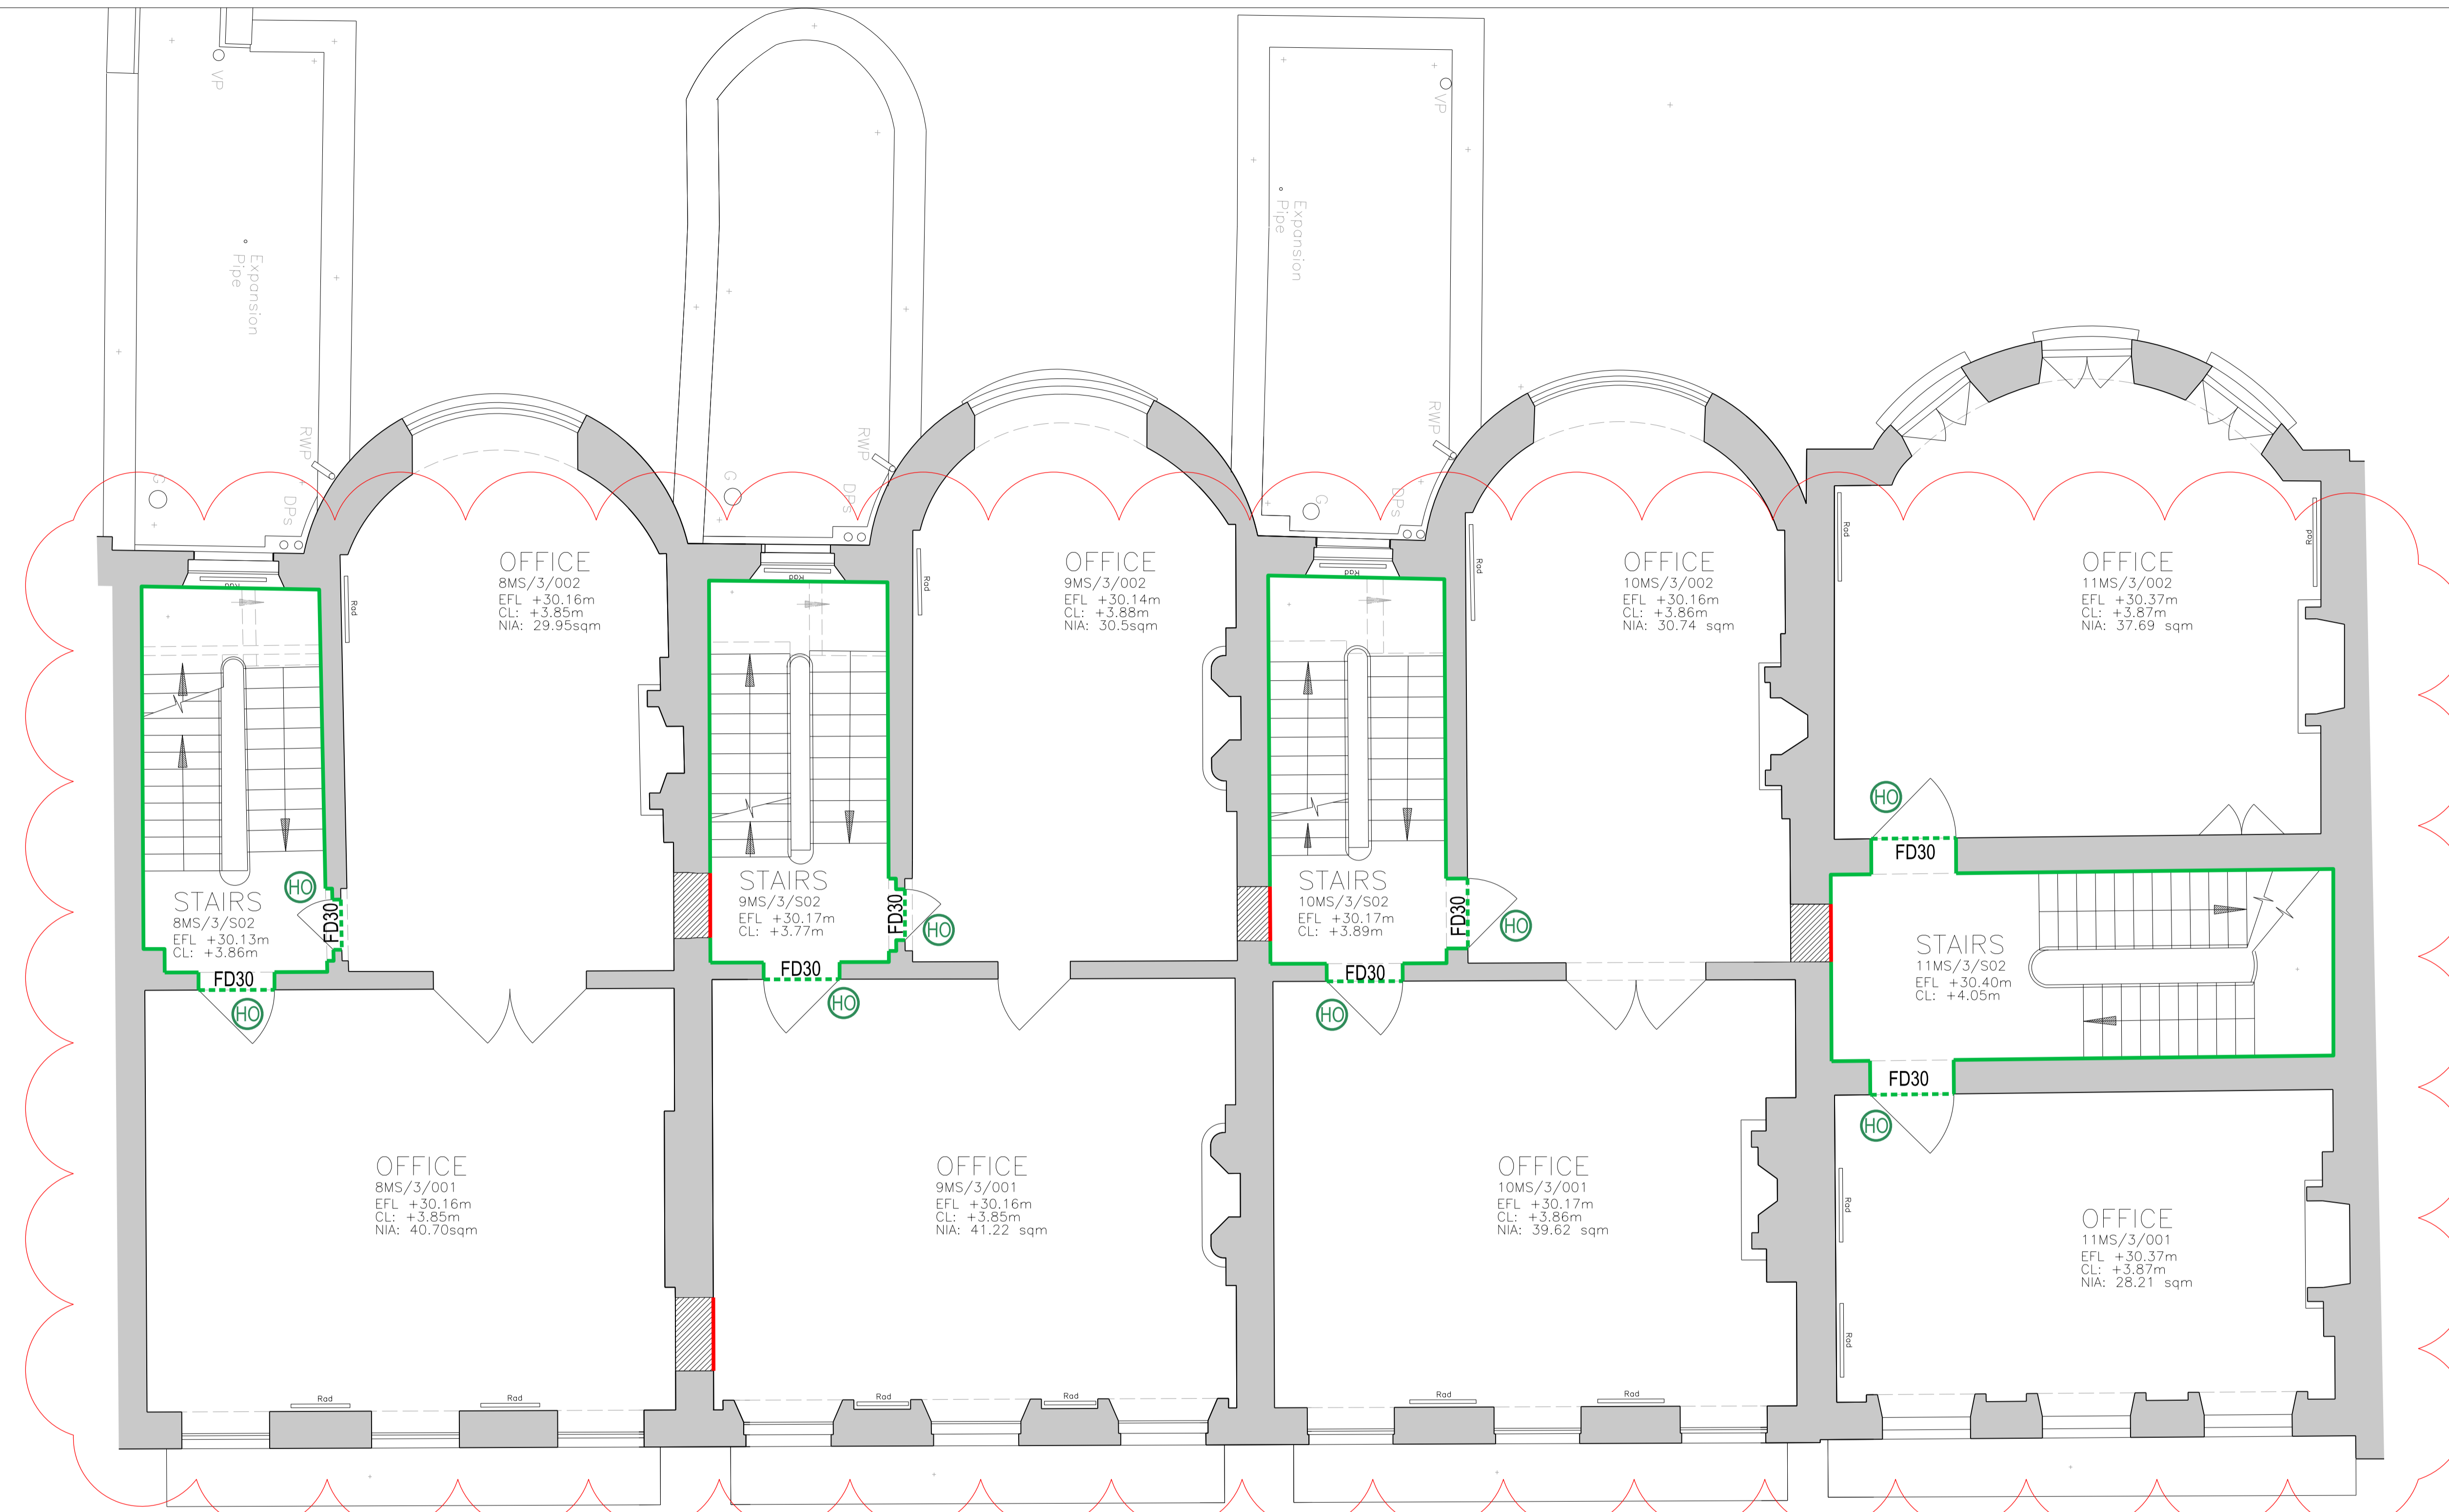 VP
Expansion
Pipe
RWP
G
DPs
RWP
G
DPs
VP
Expansion
Pipe
RWP
G
DPs
OFFICE
8MS/3/002
EFL +30.16m
CL: +3.85m
NIA: 29.95sqm
Rad
Rad
OFFICE
9MS/3/002
EFL +30.14m
CL: +3.88m
NIA: 30.5sqm
Rad
Rad
OFFICE
10MS/3/002
EFL +30.16m
CL: +3.86m
NIA: 30.74 sqm
Rad
Rad
OFFICE
11MS/3/002
EFL +30.37m
CL: +3.87m
NIA: 37.69 sqm
Rad
Rad
STAIRS
8MS/3/S02
EFL +30.13m
CL: +3.86m
HO
FD30
FD30
HO
STAIRS
9MS/3/S02
EFL +30.17m
CL: +3.77m
FD30
HO
FD30
HO
STAIRS
10MS/3/S02
EFL +30.17m
CL: +3.89m
FD30
HO
FD30
HO
HO
FD30
STAIRS
11MS/3/S02
EFL +30.40m
CL: +4.05m
FD30
HO
OFFICE
8MS/3/001
EFL +30.16m
CL: +3.85m
NIA: 40.70sqm
OFFICE
9MS/3/001
EFL +30.16m
CL: +3.85m
NIA: 41.22 sqm
OFFICE
10MS/3/001
EFL +30.17m
CL: +3.86m
NIA: 39.62 sqm
OFFICE
11MS/3/001
EFL +30.37m
CL: +3.87m
NIA: 28.21 sqm
Rad
Rad
Rad
Rad
Rad
Rad
Rad
Rad